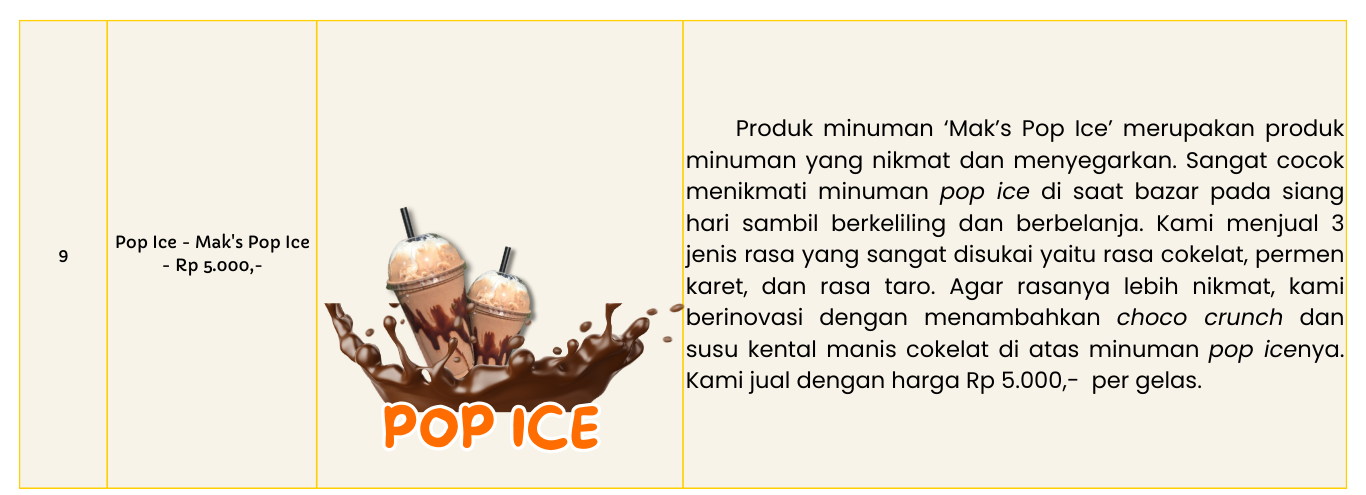 9
Pop Ice - Mak's Pop Ice
- Rp 5.000,-
POP ICE
Produk minuman ‘Mak’s Pop Ice’ merupakan produk
minuman yang nikmat dan menyegarkan. Sangat cocok
menikmati minuman pop ice di saat bazar pada siang
hari sambil berkeliling dan berbelanja. Kami menjual 3
jenis rasa yang sangat disukai yaitu rasa cokelat, permen
karet, dan rasa taro. Agar rasanya lebih nikmat, kami
berinovasi dengan menambahkan choco crunch dan
susu kental manis cokelat di atas minuman pop icenya.
Kami jual dengan harga Rp 5.000,- per gelas.